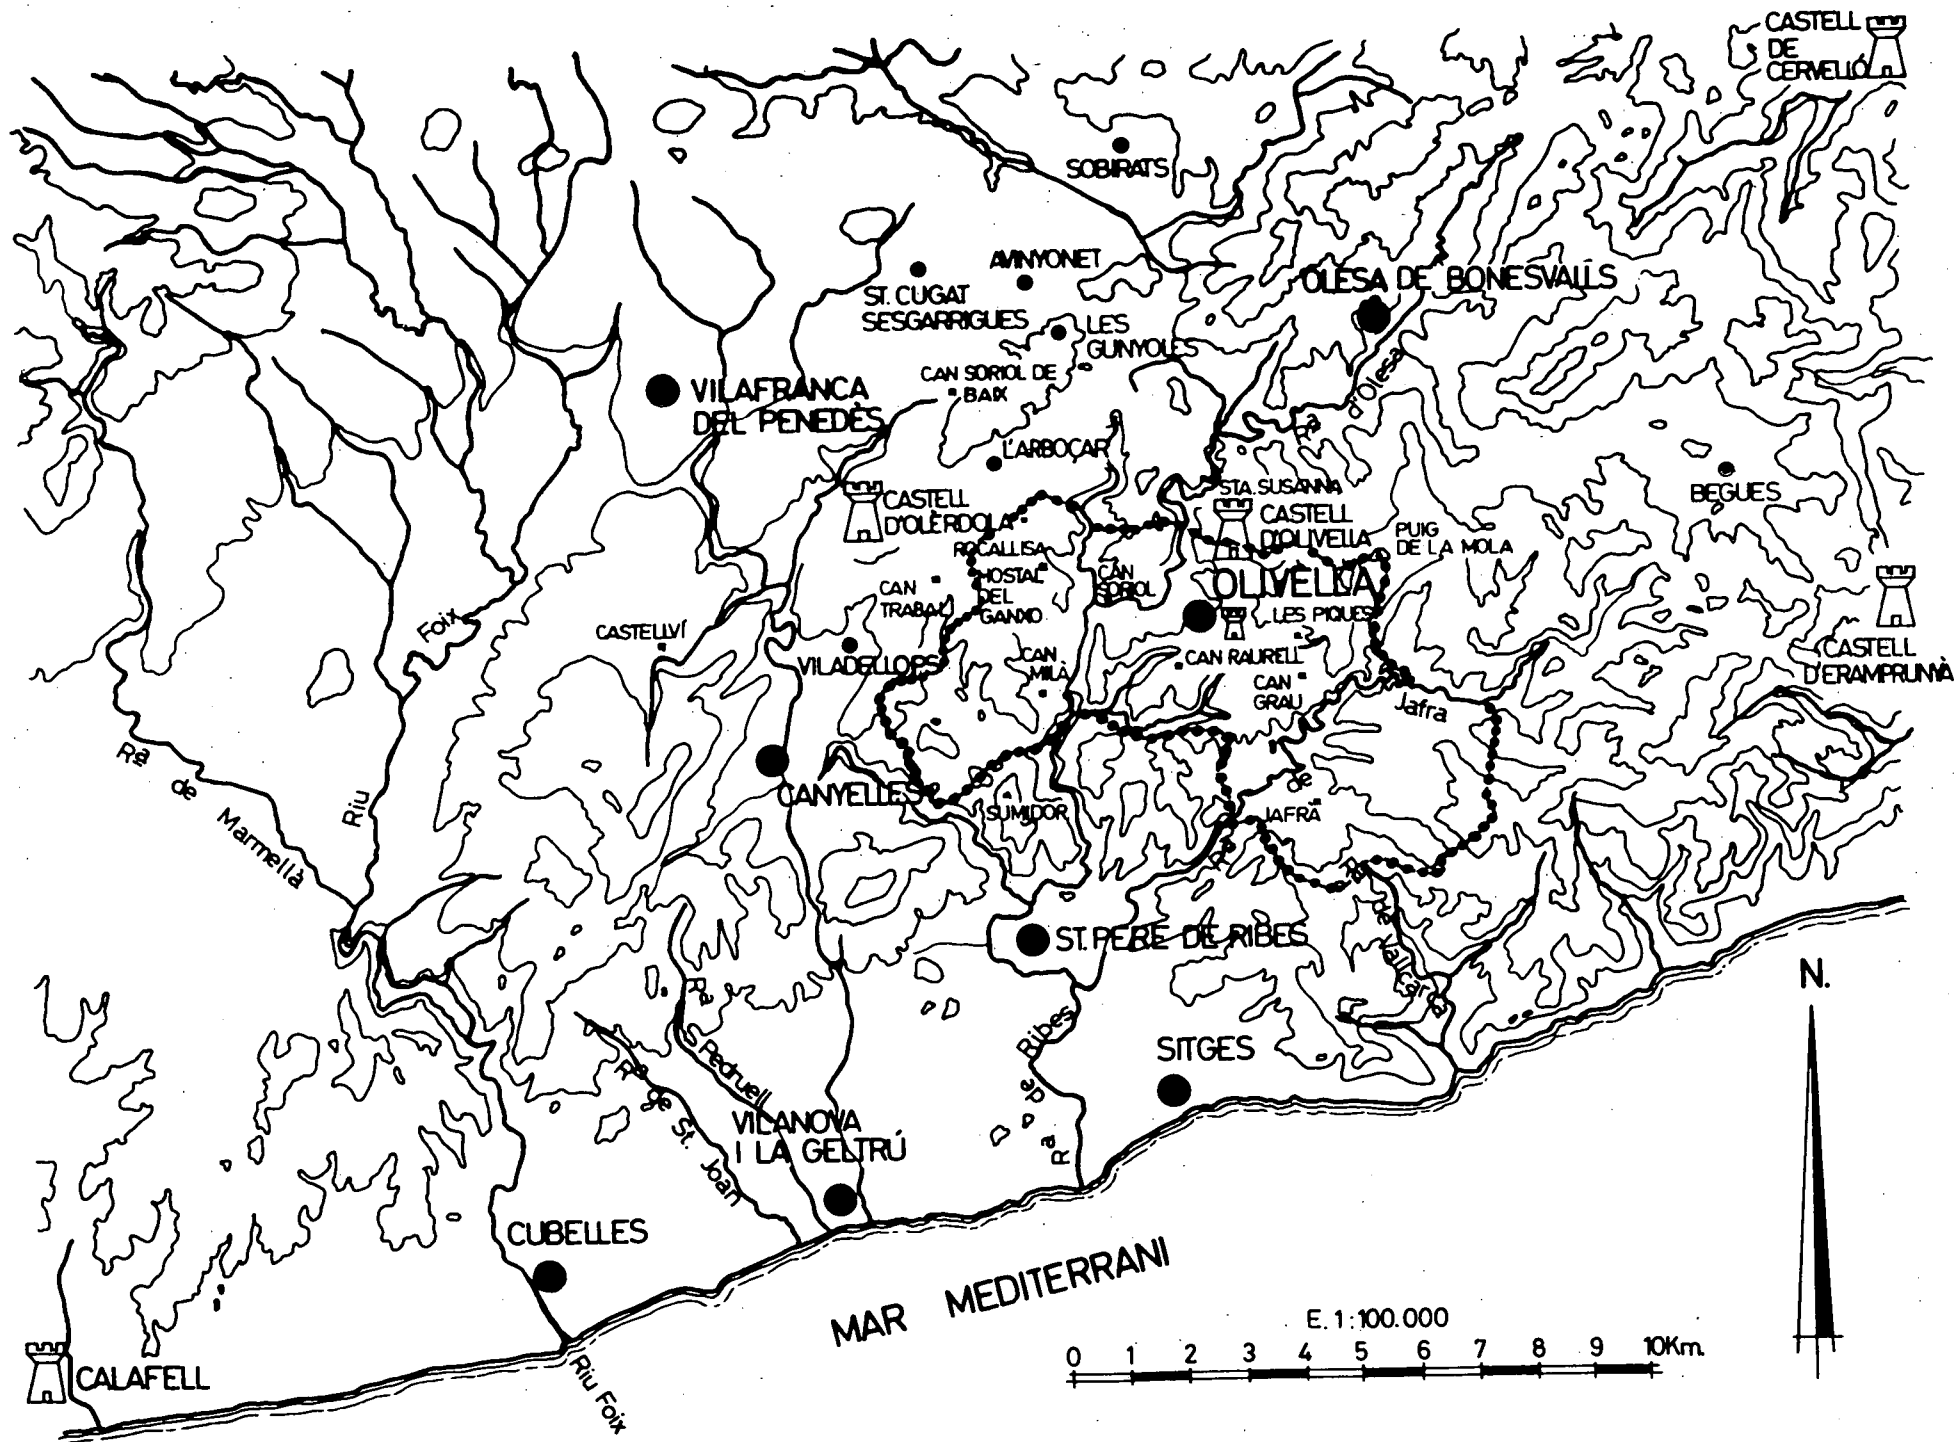 CASTELL
DE
CERVELLÓ
SOBIRATS
AVINYONET
OLESA DE BONESVALLS
ST. CUGAT
SESGARRIGUES
LES
GUNYOLES
CAN SORIOL DE
BAIX
VILAFRANCA
DEL PENEDÈS
Ra d'Olesa
L'ARBOÇAR
BEGUES
STA. SUSANNA
CASTELL
D'OLÈRDOLA
CASTELL
D'OLIVELLA
PUIG
DE LA MOLA
ROCALLISA
HOSTAL
DEL
GANXO
CAN
SORIOL
OLIVELLA
CAN
TRABAL
LES PIQUES
Foix
CASTELLVÍ
VILADELLOPS
CAN
MILÀ
CAN RAURELL
CAN
GRAU
CASTELL
D'ERAMPRUNYÀ
Jafra
Ra de Marmellà
Riu
CANYELLES
SUMIDOR
de
JAFRA
Ra
ST. PERE DE RIBES
Ra de Vallcarca
N.
Ra
S Pedruell
Ra de St. Joan
Ra de Ribes
SITGES
VILANOVA
I LA GELTRÚ
CUBELLES
MAR MEDITERRANI
E. 1:100.000
0 1 2 3 4 5 6 7 8 9 10Km.
CALAFELL
Riu Foix